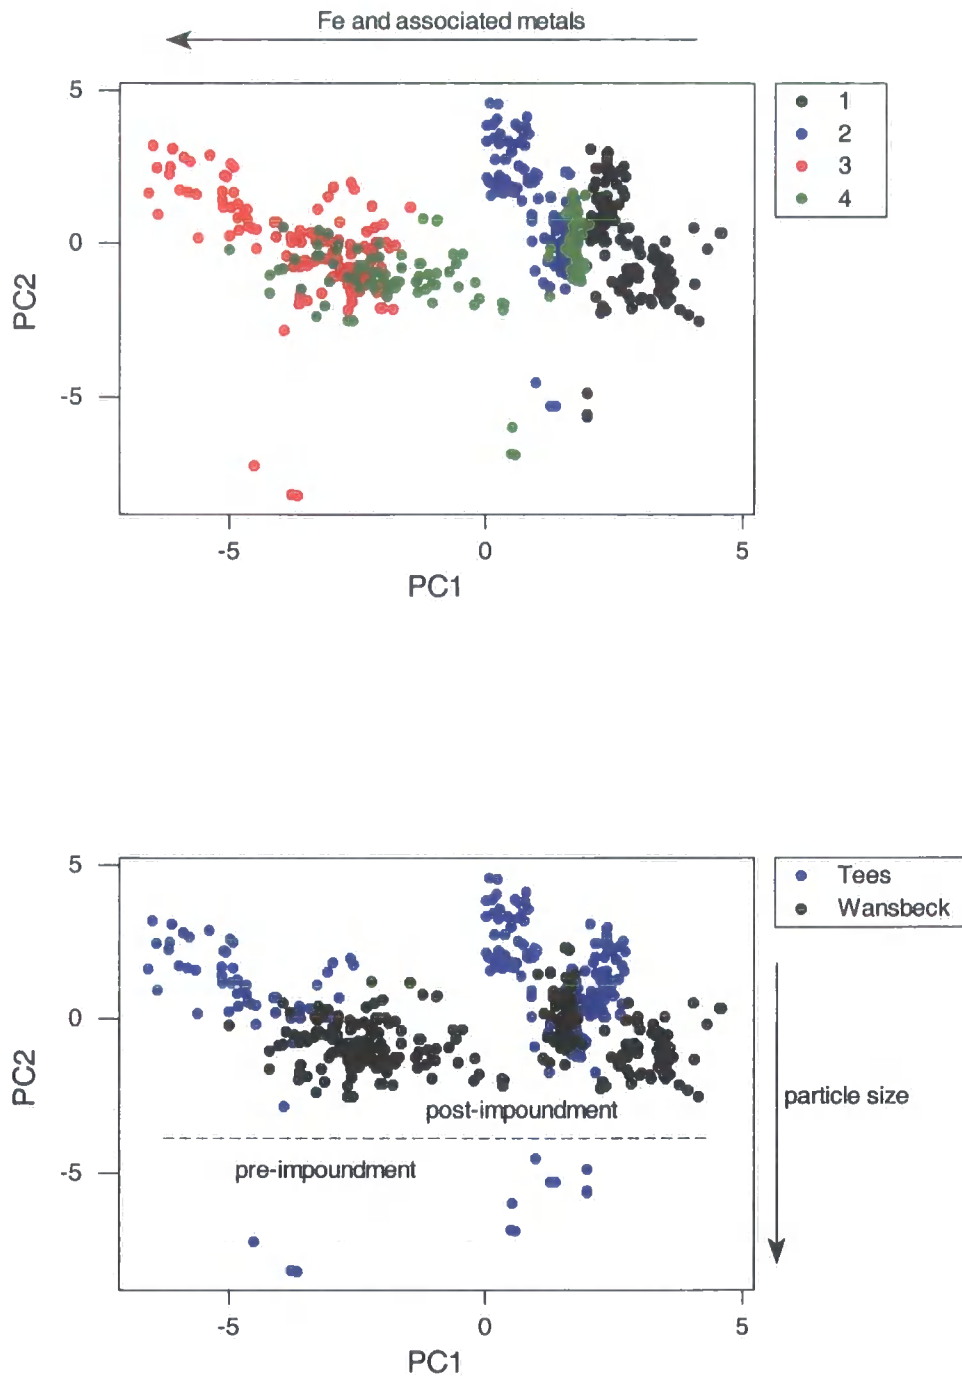 Fe and associated metals
5
0
-5
PC2
-5 0 5
PC1
1
2
3
4
5
0
-5
PC2
post-impoundment
pre-impoundment
-5 0 5
PC1
Tees
Wansbeck
particle size